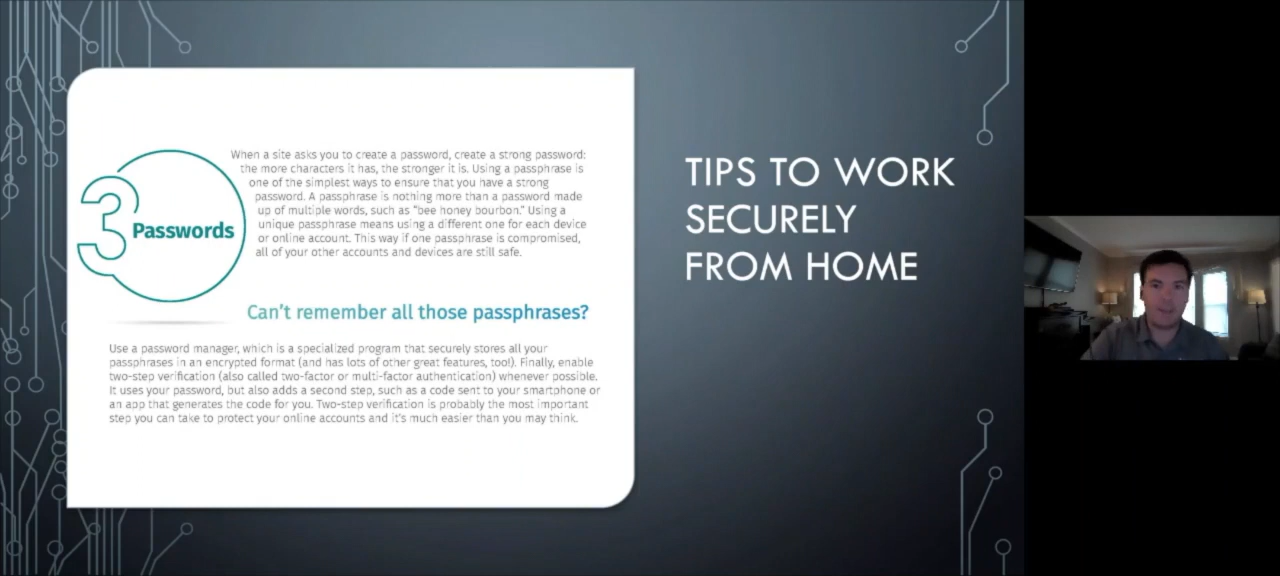 3
Passwords
When a site asks you to create a password, create a strong password:
the more characters it has, the stronger it is. Using a passphrase is
one of the simplest ways to ensure that you have a strong
password. A passphrase is nothing more than a password made
up of multiple words, such as “bee honey bourbon.” Using a
unique passphrase means using a different one for each device
or online account. This way if one passphrase is compromised,
all of your other accounts and devices are still safe.
Can’t remember all those passphrases?
Use a password manager, which is a specialized program that securely stores all your
passphrases in an encrypted format (and has lots of other great features, too!). Finally, enable
two-step verification (also called two-factor or multi-factor authentication) whenever possible.
It uses your password, but also adds a second step, such as a code sent to your smartphone or
an app that generates the code for you. Two-step verification is probably the most important
step you can take to protect your online accounts and it’s much easier than you may think.
TIPS TO WORK
SECURELY
FROM HOME